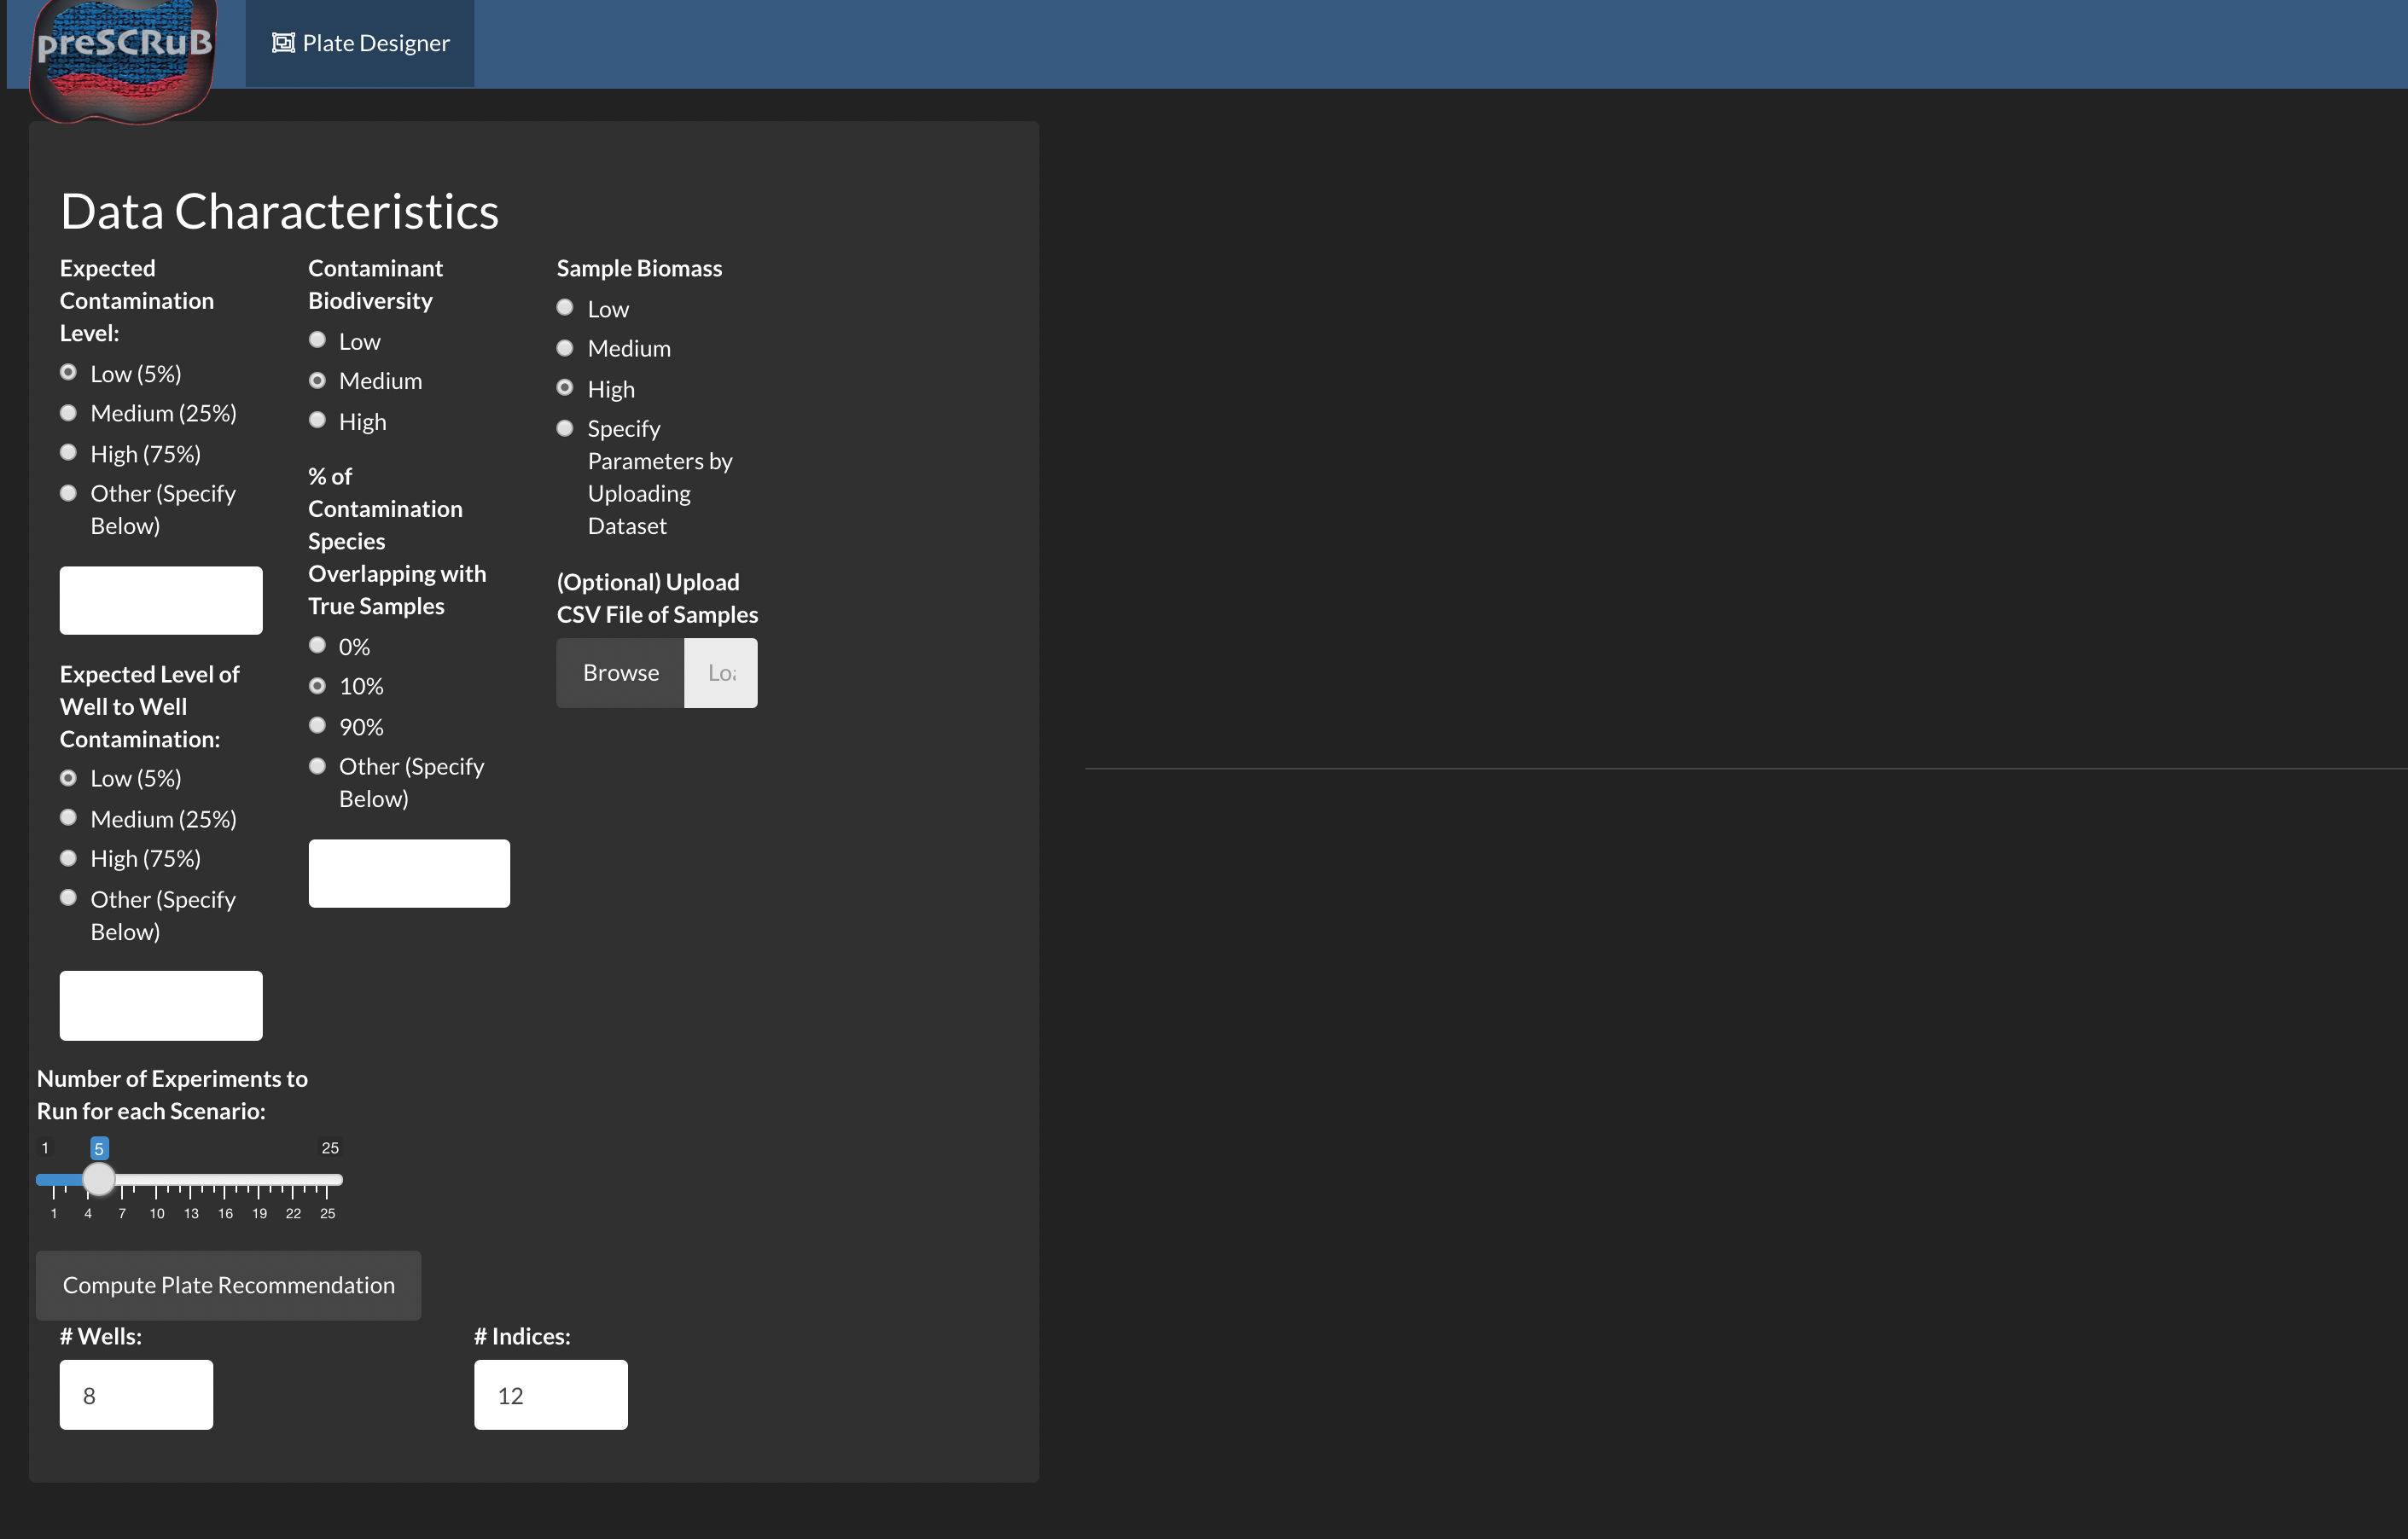 preSCRuB
Plate Designer
Data Characteristics
Expected
Contamination
Level:
Low (5%)
Medium (25%)
High (75%)
Other (Specify
Below)
Expected Level of
Well to Well
Contamination:
Low (5%)
Medium (25%)
High (75%)
Other (Specify
Below)
Contaminant
Biodiversity
Low
Medium
High
% of
Contamination
Species
Overlapping with
True Samples
0%
10%
90%
Other (Specify
Below)
Sample Biomass
Low
Medium
High
Specify
Parameters by
Uploading
Dataset
(Optional) Upload
CSV File of Samples
Browse
Number of Experiments to
Run for each Scenario:
1 5 25
1 4 7 10 13 16 19 22 25
Compute Plate Recommendation
# Wells:
8
# Indices:
12